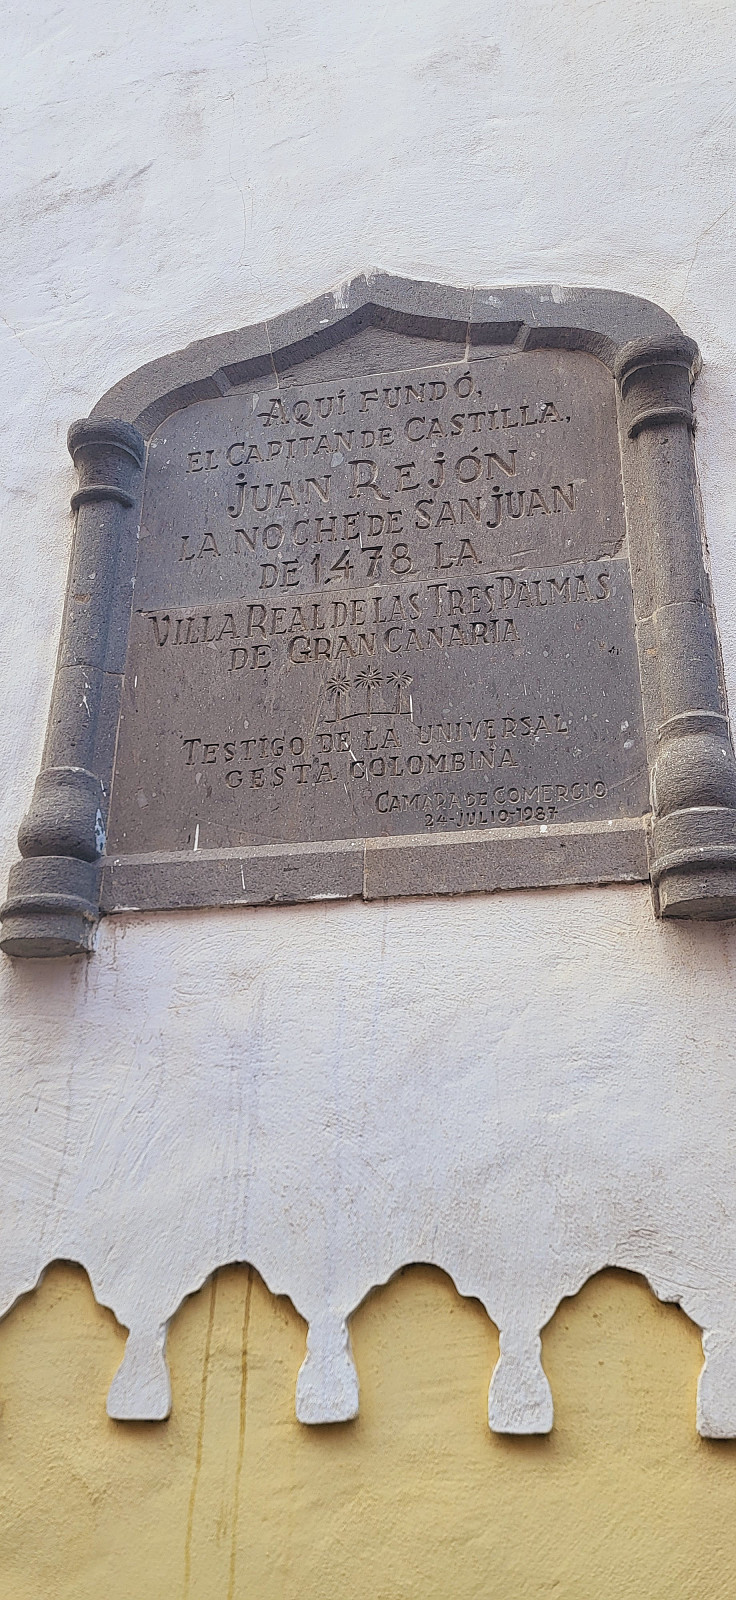 AQUÍ FUNDÓ,
EL CAPITAN DE CASTILLA,
JUAN REJÓN
LA NOCHE DE SAN JUAN
DE 1478 LA
VILLA REAL DE LAS TRES PALMAS
DE GRAN CANARIA
TESTIGO DE LA UNIVERSAL
GESTA COLOMBINA
CAMARA DE COMERCIO
24-JULIO-1987